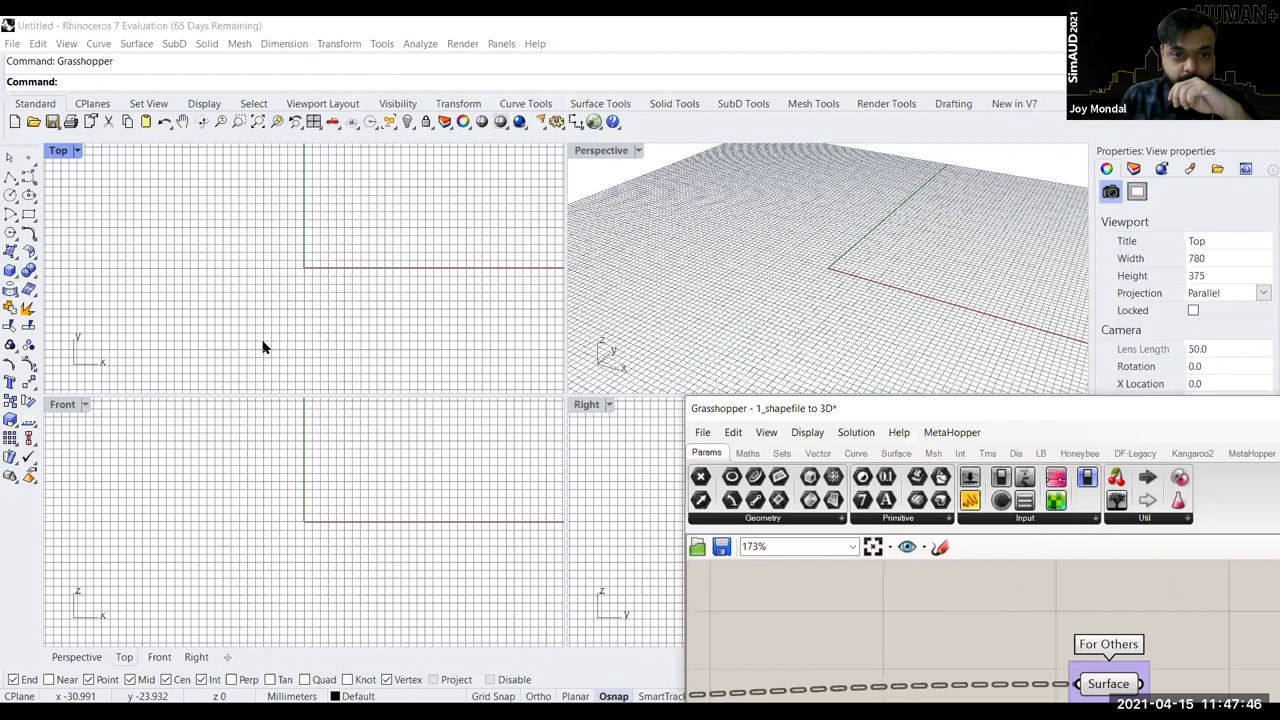 Untitled - Rhinoceros 7 Evaluation (65 Days Remaining)
File Edit View Curve Surface SubD Solid Mesh Dimension Transform Tools Analyze Render Panels Help
Command: Grasshopper
Command:
Standard CPlanes Set View Display Select Viewport Layout Visibility Transform Curve Tools Surface Tools Solid Tools SubD Tools Mesh Tools Render Tools Drafting New in V7
HUMAN+
SimAUD2021
Joy Mondal
Top
Perspective
y
x
z
y
x
Front
Right
z
x
z
y
Properties: View properties
Viewport
Title Top
Width 780
Height 375
Projection Parallel
Locked
Camera
Lens Length 50.0
Rotation 0.0
X Location 0.0
Grasshopper - 1_shapefile to 3D*
File Edit View Display Solution Help MetaHopper
Params Maths Sets Vector Curve Surface Msh Int Trns Dis LB Honeybee DF-Legacy Kangaroo2 MetaHopper
Geometry Primitive Input Util
173%
For Others
Surface
Perspective Top Front Right
End Near Point Mid Cen Int Perp Tan Quad Knot Vertex Project Disable
CPlane x -30.991 y -23.932 z 0 Millimeters Default Grid Snap Ortho Planar Osnap SmartTrack
2021-04-15 11:47:46